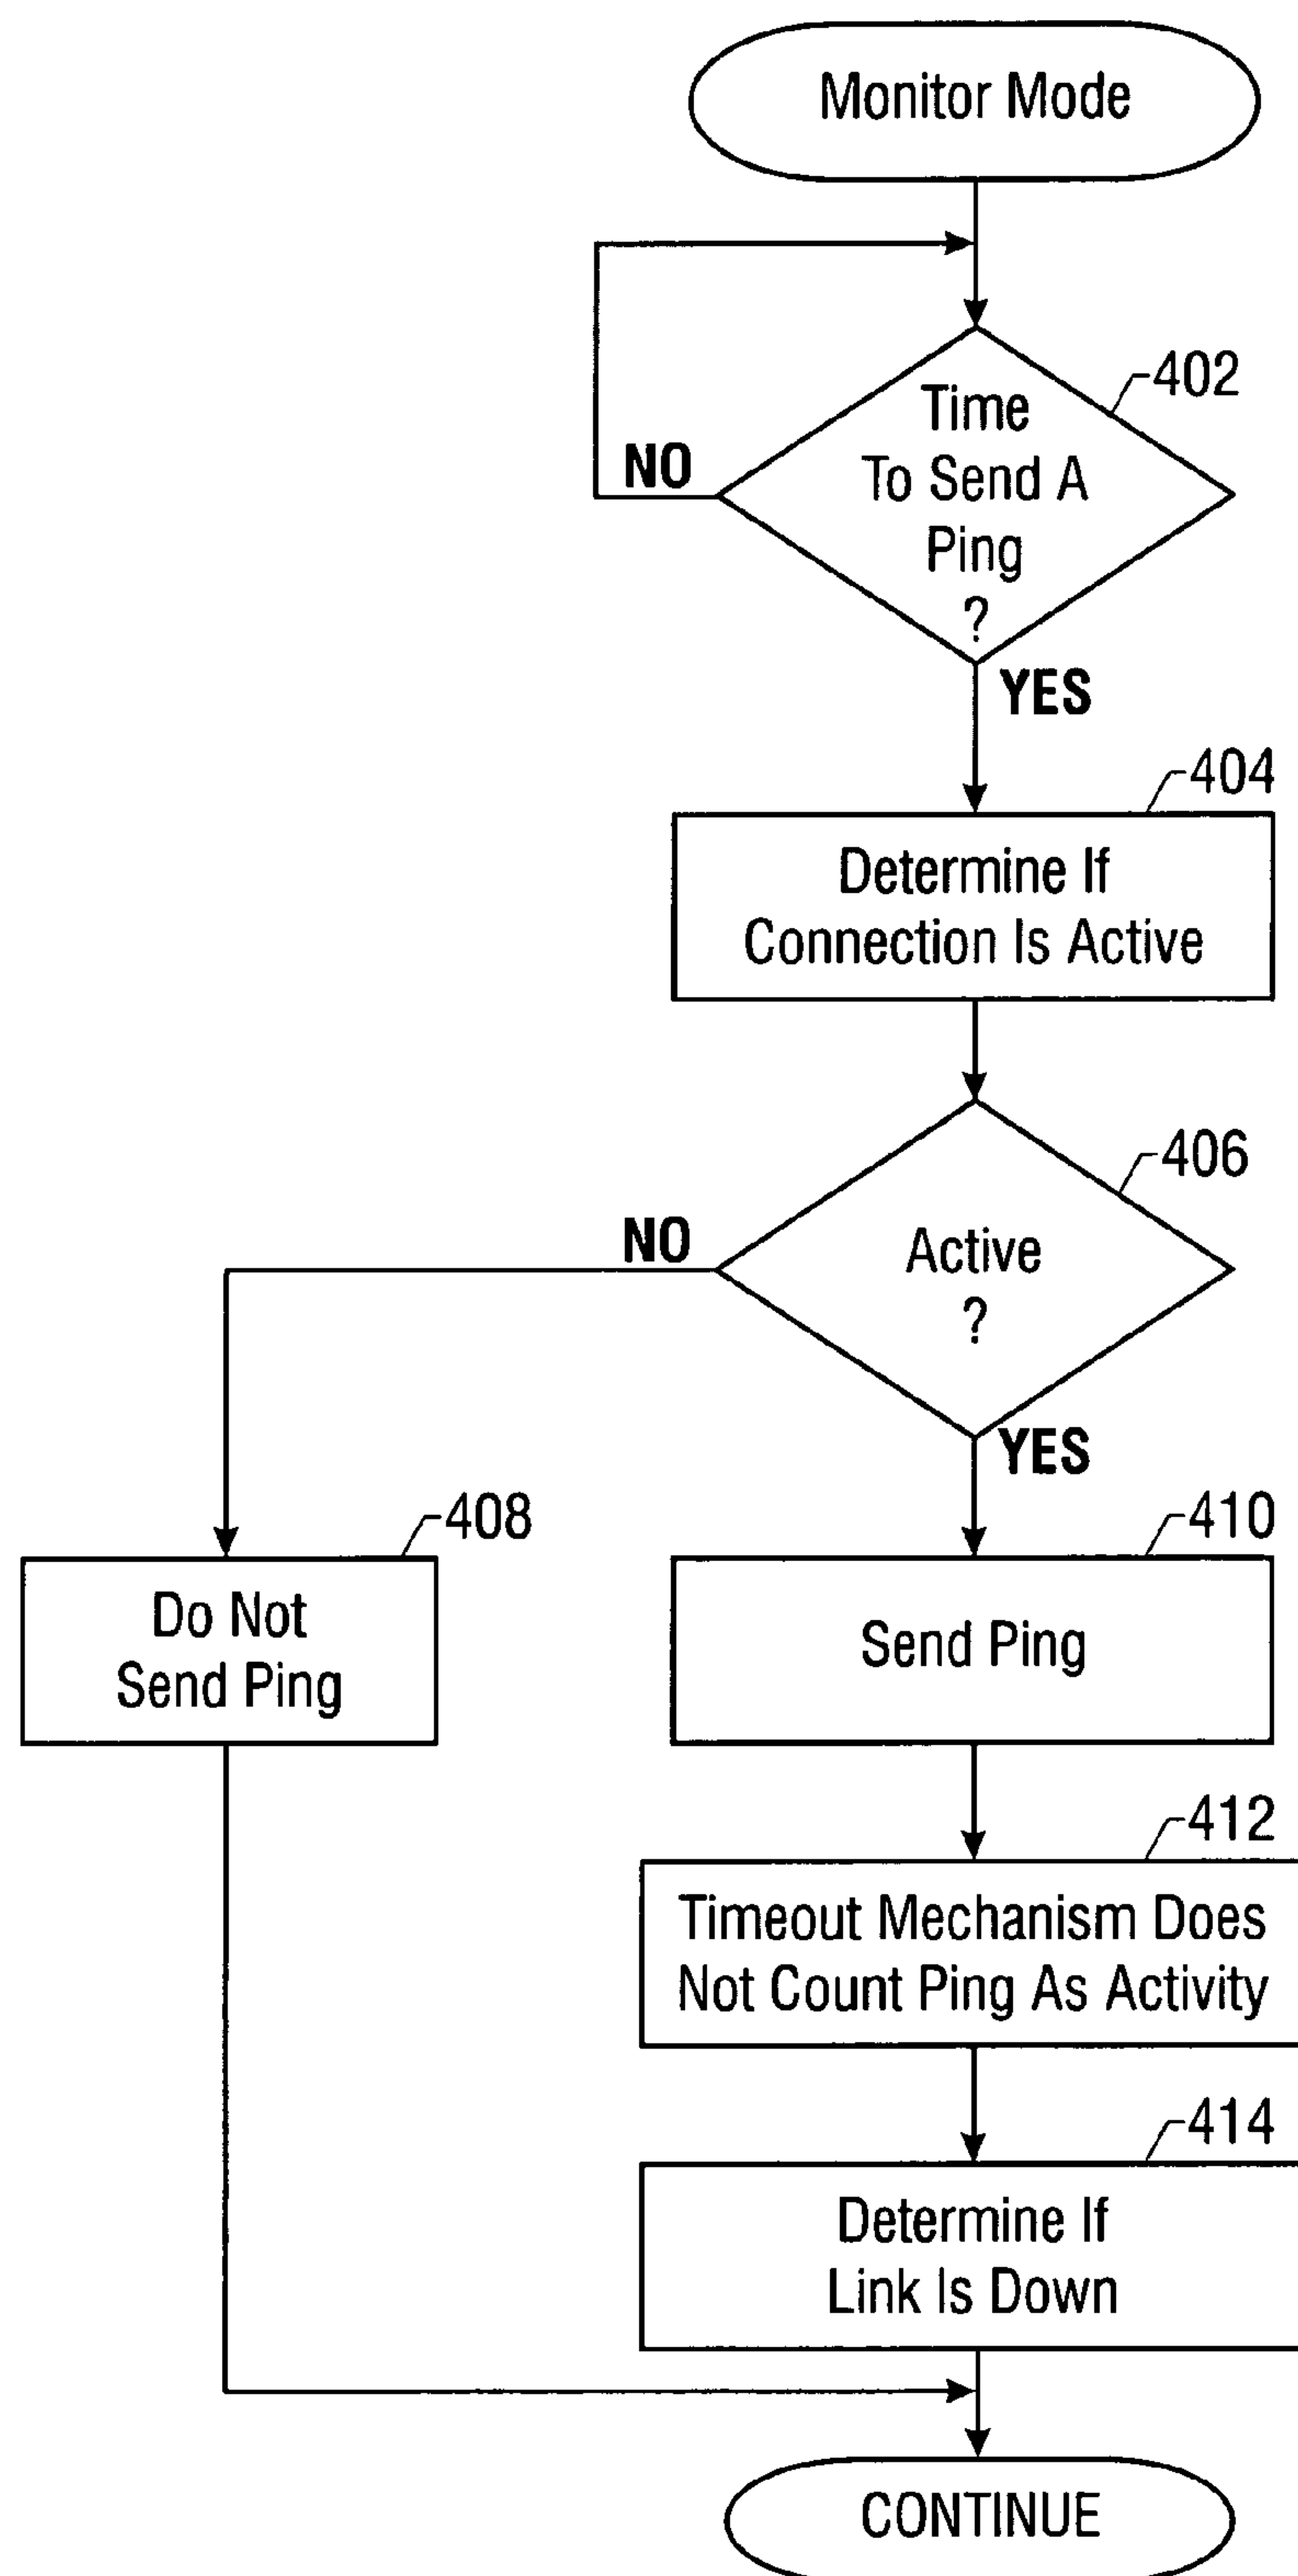 Monitor Mode
402
Time
To Send A
Ping
?
NO
YES
404
Determine If
Connection Is Active
406
Active
?
NO
YES
408
Do Not
Send Ping
410
Send Ping
412
Timeout Mechanism Does
Not Count Ping As Activity
414
Determine If
Link Is Down
CONTINUE